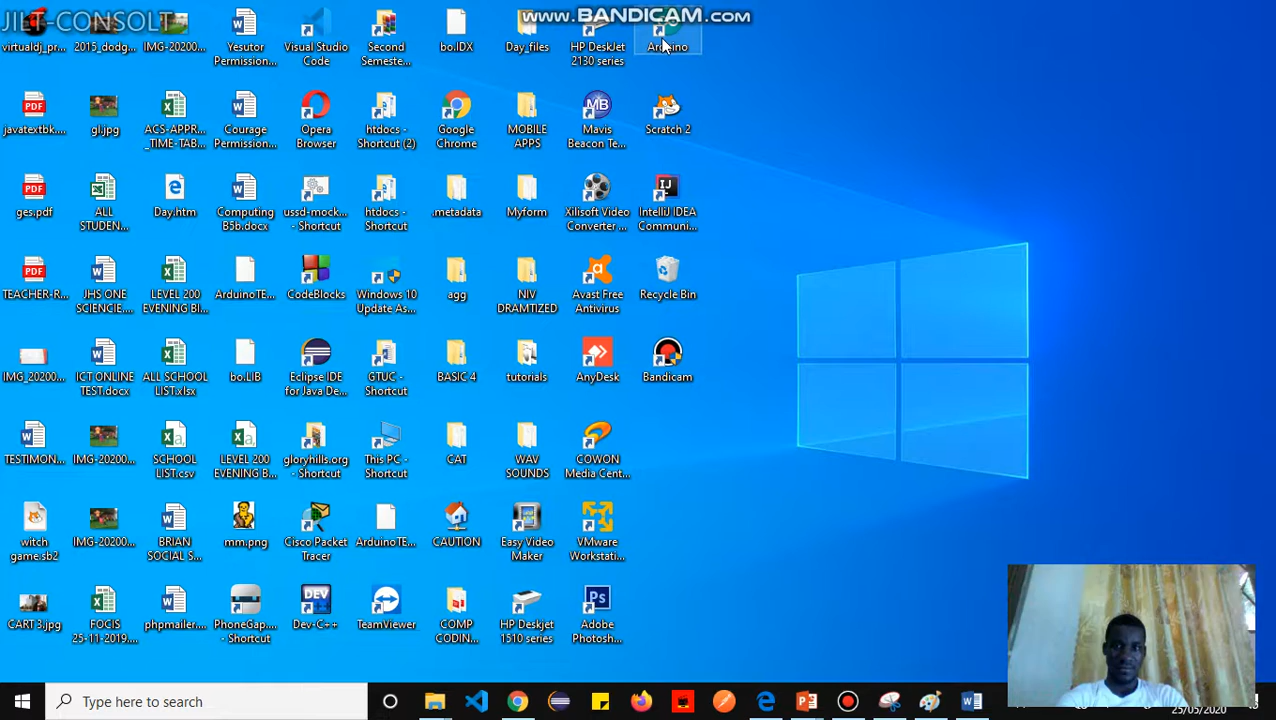 JILT-CONSOLT
www.BANDICAM.com
virtualdj_pr...
2015_dodg...
IMG-20200...
Yesutor Permission...
Visual Studio Code
Second Semeste...
bo.IDX
Day_files
HP DeskJet 2130 series
Arduino
javatextbk....
gl.jpg
ACS-APPR... _TIME-TAB...
Courage Permission...
Opera Browser
htdocs - Shortcut (2)
Google Chrome
MOBILE APPS
MB
Mavis Beacon Te...
Scratch 2
ges.pdf
ALL STUDEN...
Day.htm
Computing B5b.docx
ussd-mock... - Shortcut
htdocs - Shortcut
.metadata
Myform
Xilisoft Video Converter ...
IntelliJ IDEA Communi...
TEACHER-R...
JHS ONE SCIENCIE,...
LEVEL 200 EVENING BI...
ArduinoTE...
CodeBlocks
Windows 10 Update As...
agg
NIV DRAMTIZED
Avast Free Antivirus
Recycle Bin
IMG_20200...
ICT ONLINE TEST.docx
ALL SCHOOL LIST.xlsx
bo.LIB
Eclipse IDE for Java De...
GTUC - Shortcut
BASIC 4
tutorials
AnyDesk
Bandicam
TESTIMON...
IMG-20200...
SCHOOL LIST.csv
LEVEL 200 EVENING B...
gloryhills.org - Shortcut
This PC - Shortcut
CAT
WAV SOUNDS
COWON Media Cent...
witch game.sb2
IMG-20200...
BRIAN SOCIAL S...
mm.png
Cisco Packet Tracer
ArduinoTE...
CAUTION
Easy Video Maker
VMware Workstati...
CART 3.jpg
FOCIS 25-11-2019....
phpmailer....
PhoneGap.... - Shortcut
DEV
Dev-C++
TeamViewer
COMP CODIN...
HP Deskjet 1510 series
Ps
Adobe Photosh...
Type here to search
25/05/2020